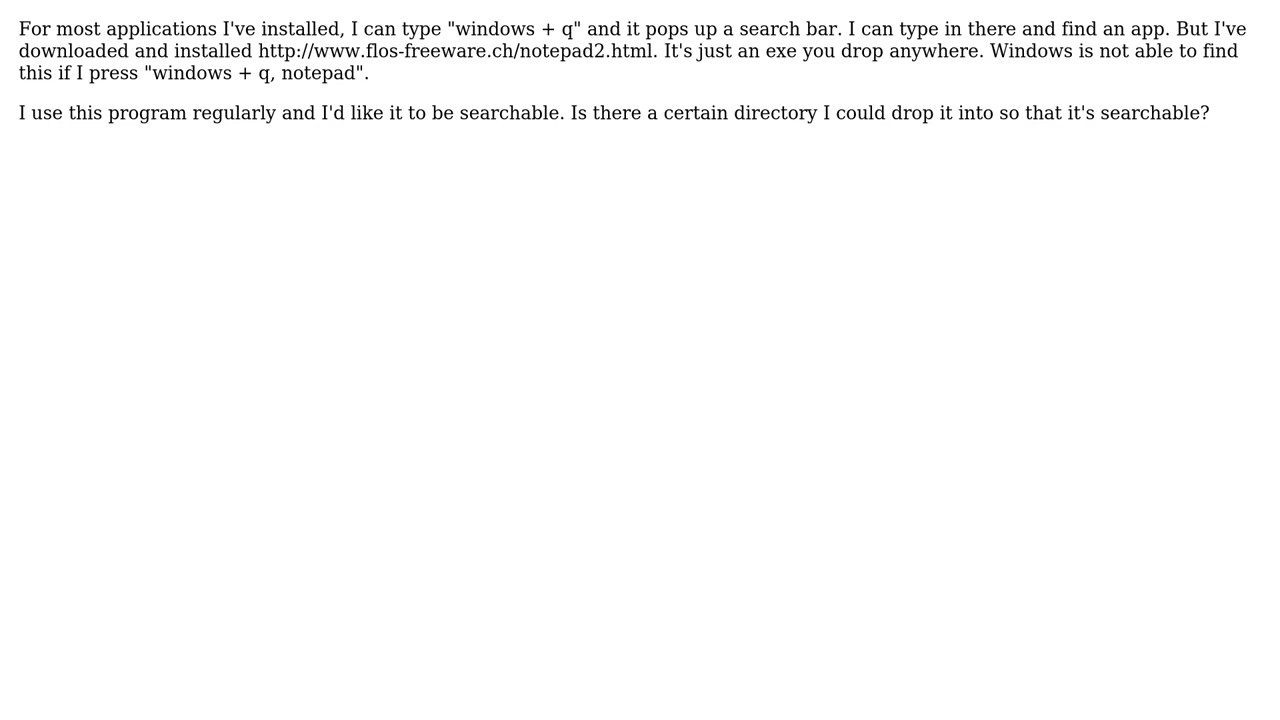 For most applications I've installed, I can type "windows + q" and it pops up a search bar. I can type in there and find an app. But I've
downloaded and installed http://www.flos-freeware.ch/notepad2.html. It's just an exe you drop anywhere. Windows is not able to find
this if I press "windows + q, notepad".
I use this program regularly and I'd like it to be searchable. Is there a certain directory I could drop it into so that it's searchable?